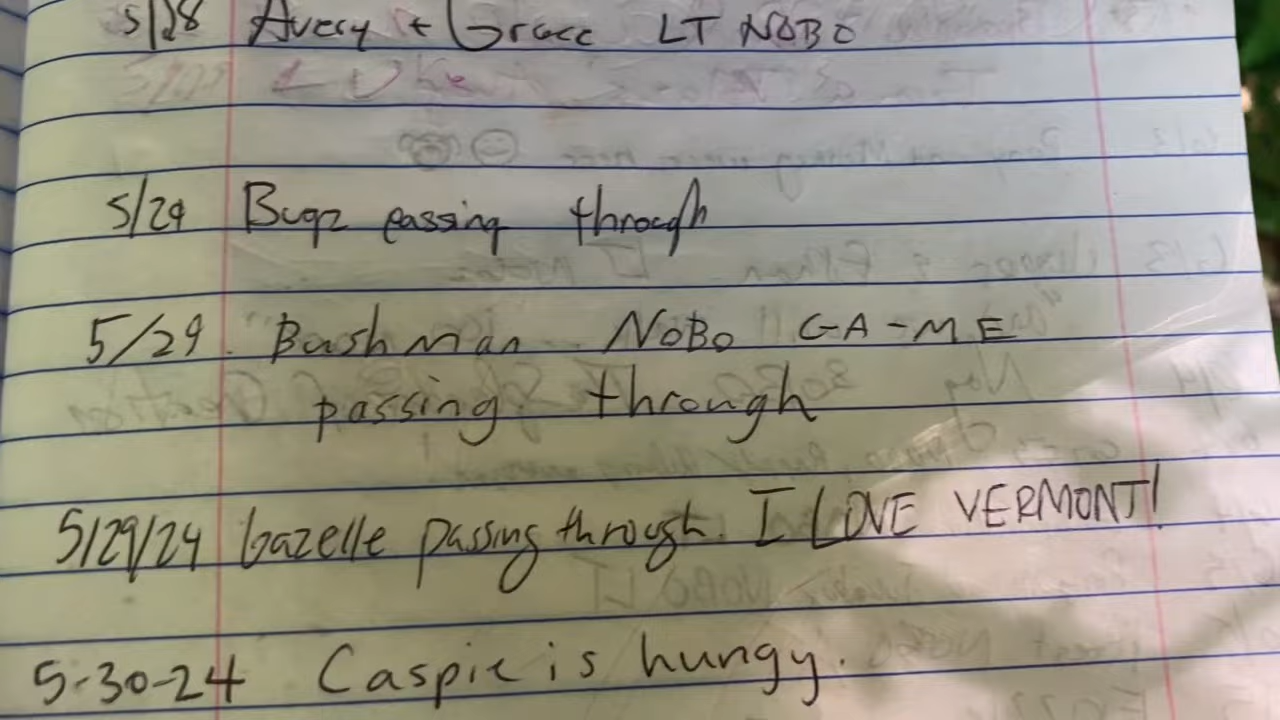 5/28 Avery + Grace LT NOBO
5/29 Bugz passing through
5/29. Bushman NOBO GA-ME
passing through
5/29/24 Gazelle passing through. I LOVE VERMONT!
5-30-24 Caspie is hungy.